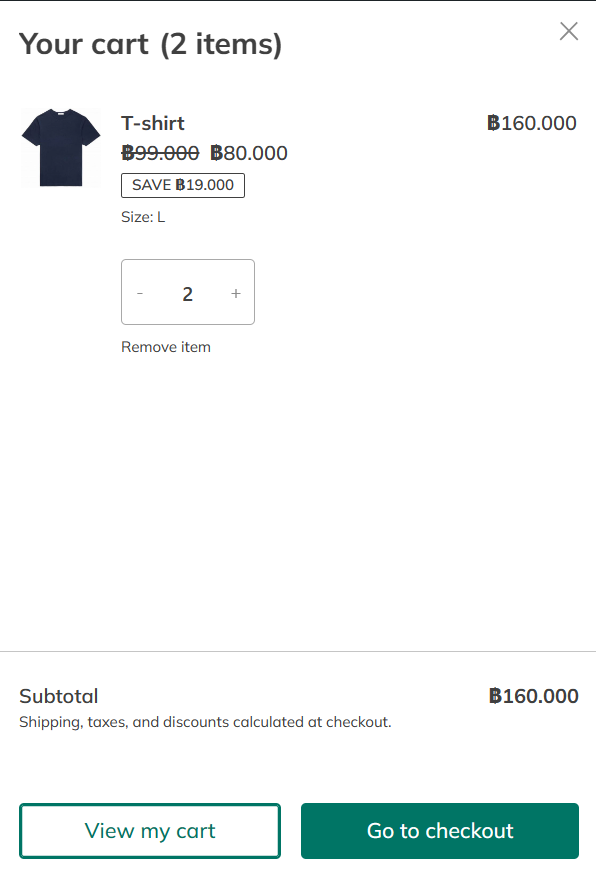 Your cart (2 items)
T-shirt
฿160.000
฿99.000 ฿80.000
SAVE ฿19.000
Size: L
- 2 +
Remove item
Subtotal
฿160.000
Shipping, taxes, and discounts calculated at checkout.
View my cart
Go to checkout